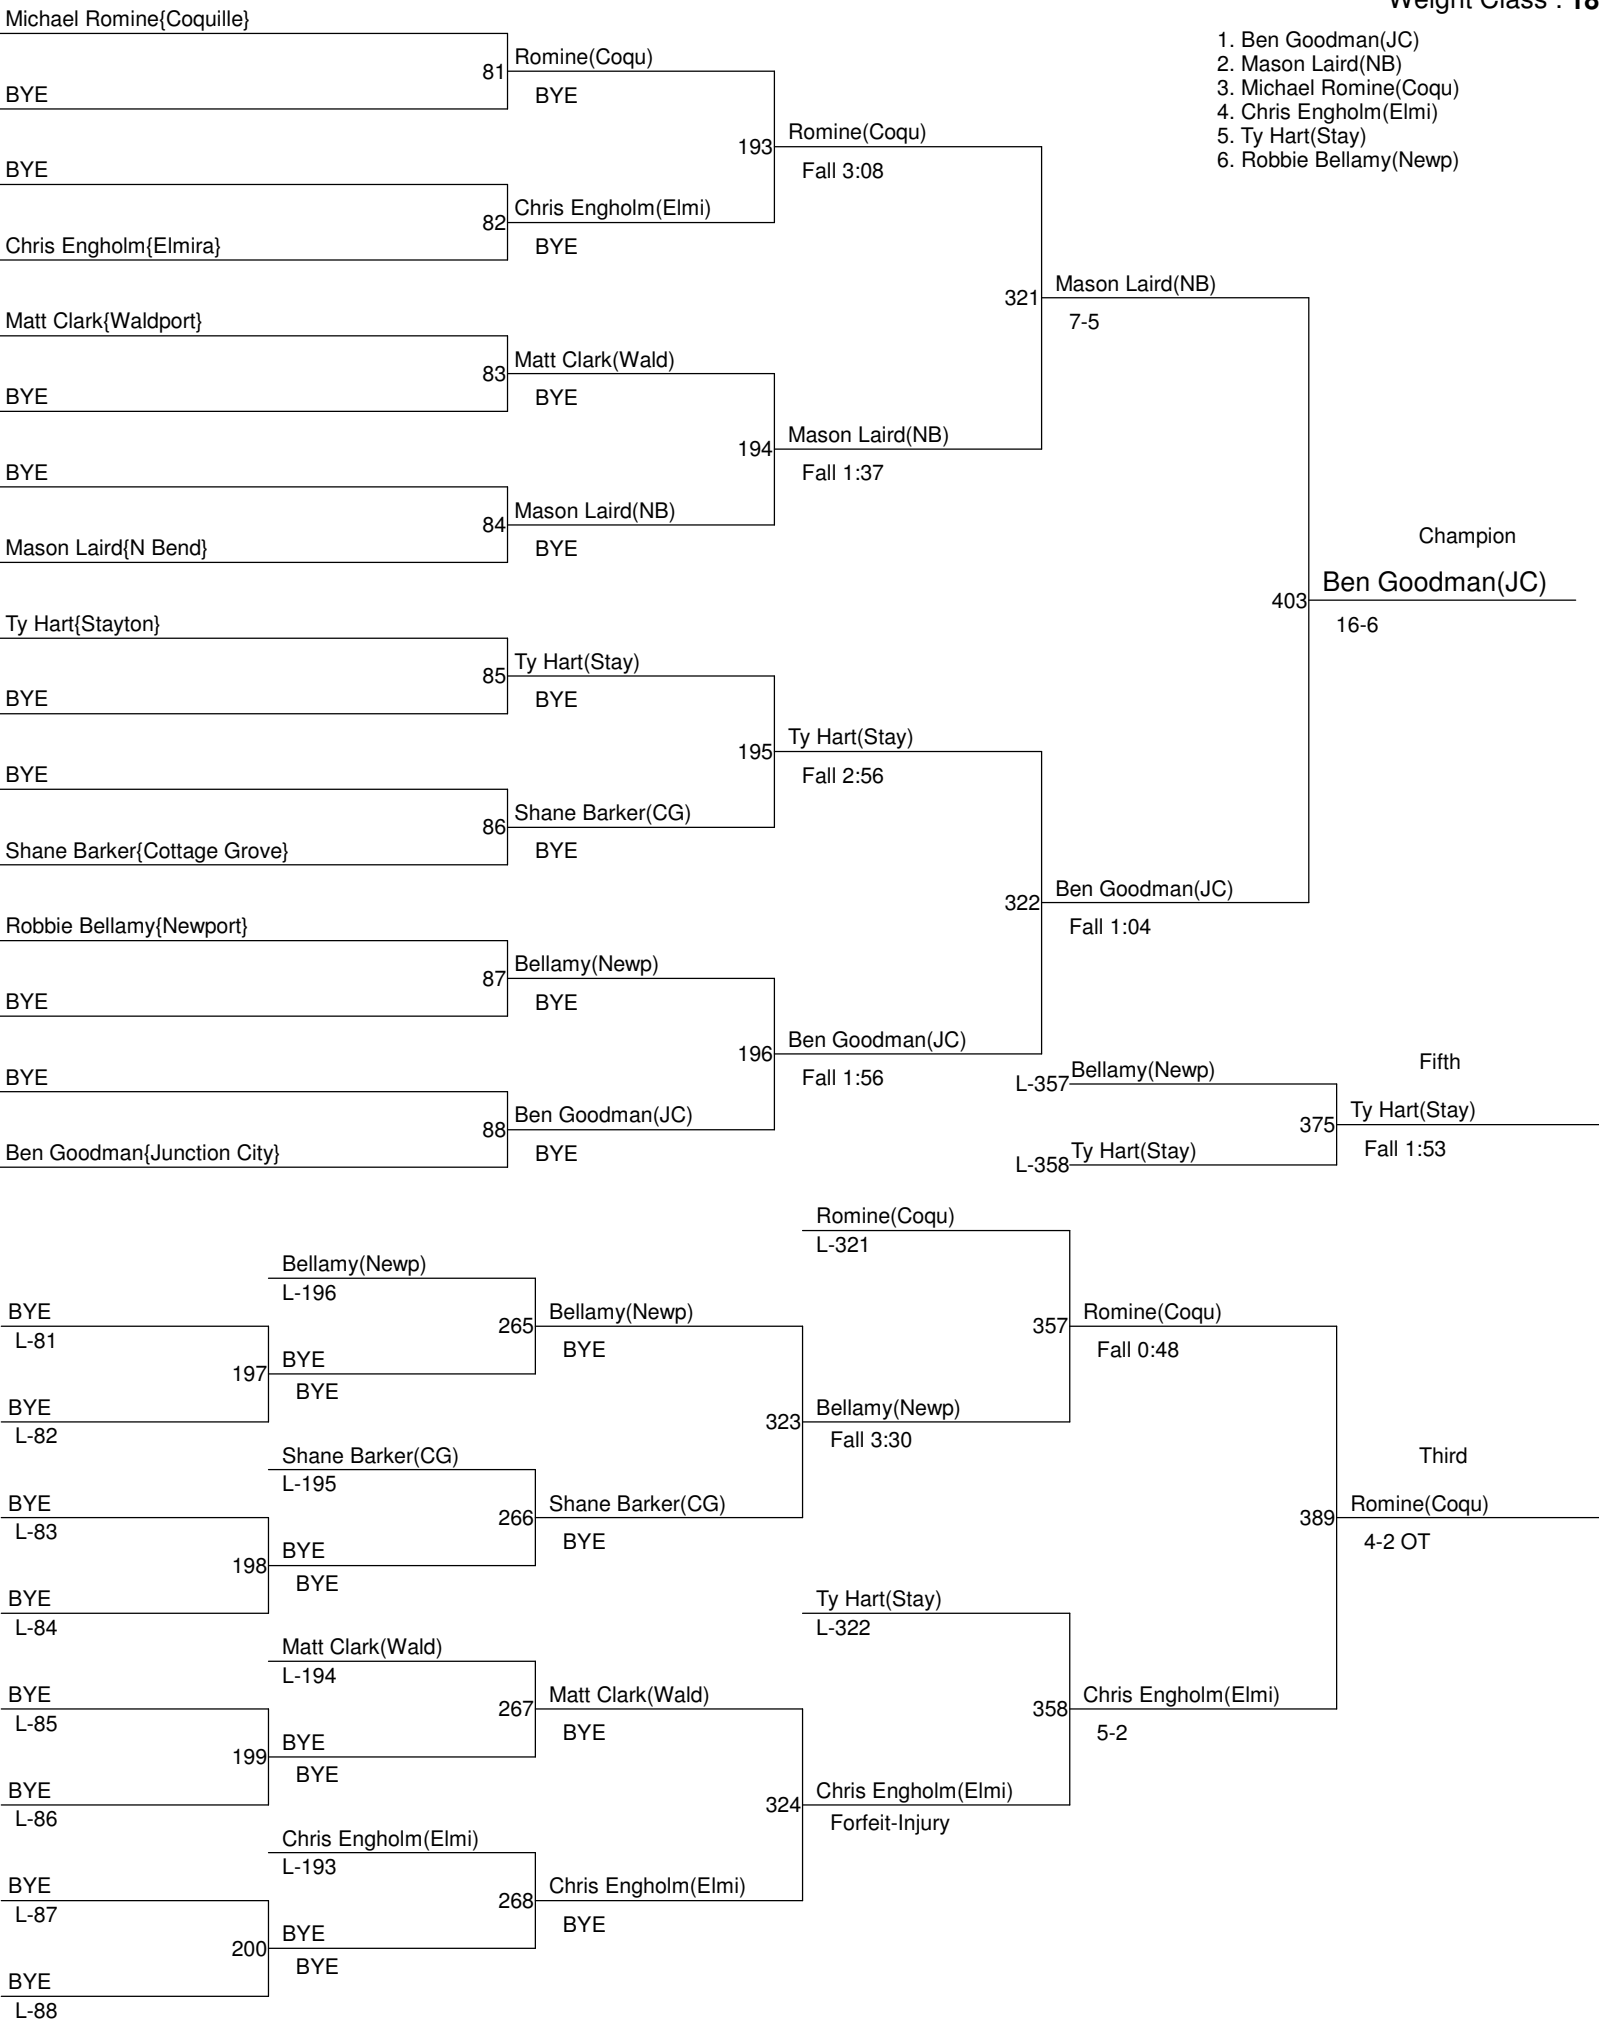 Weight Class :
1. Ben Goodman(JC)
2. Mason Laird(NB)
3. Michael Romine(Coqu)
4. Chris Engholm(Elmi)
5. Ty Hart(Stay)
6. Robbie Bellamy(Newp)
Michael Romine{Coquille}
81
Romine(Coqu)
BYE
BYE
193
Romine(Coqu)
Fall 3:08
BYE
82
Chris Engholm(Elmi)
BYE
Chris Engholm{Elmira}
321
Mason Laird(NB)
7-5
Matt Clark{Waldport}
83
Matt Clark(Wald)
BYE
BYE
194
Mason Laird(NB)
Fall 1:37
BYE
84
Mason Laird(NB)
BYE
Mason Laird{N Bend}
Champion
403
Ben Goodman(JC)
16-6
Ty Hart{Stayton}
85
Ty Hart(Stay)
BYE
BYE
195
Ty Hart(Stay)
Fall 2:56
BYE
86
Shane Barker(CG)
BYE
Shane Barker{Cottage Grove}
322
Ben Goodman(JC)
Fall 1:04
Robbie Bellamy{Newport}
87
Bellamy(Newp)
BYE
BYE
196
Ben Goodman(JC)
Fall 1:56
BYE
88
Ben Goodman(JC)
BYE
Ben Goodman{Junction City}
Fifth
L-357
Bellamy(Newp)
375
Ty Hart(Stay)
Fall 1:53
L-358
Ty Hart(Stay)
Romine(Coqu)
L-321
Bellamy(Newp)
L-196
BYE
L-81
265
Bellamy(Newp)
BYE
357
Romine(Coqu)
Fall 0:48
197
BYE
BYE
BYE
L-82
323
Bellamy(Newp)
Fall 3:30
Shane Barker(CG)
L-195
Third
BYE
L-83
266
Shane Barker(CG)
BYE
389
Romine(Coqu)
4-2 OT
198
BYE
BYE
BYE
L-84
Ty Hart(Stay)
L-322
Matt Clark(Wald)
L-194
BYE
L-85
267
Matt Clark(Wald)
BYE
358
Chris Engholm(Elmi)
5-2
199
BYE
BYE
BYE
L-86
324
Chris Engholm(Elmi)
Forfeit-Injury
Chris Engholm(Elmi)
L-193
BYE
L-87
268
Chris Engholm(Elmi)
BYE
200
BYE
BYE
BYE
L-88